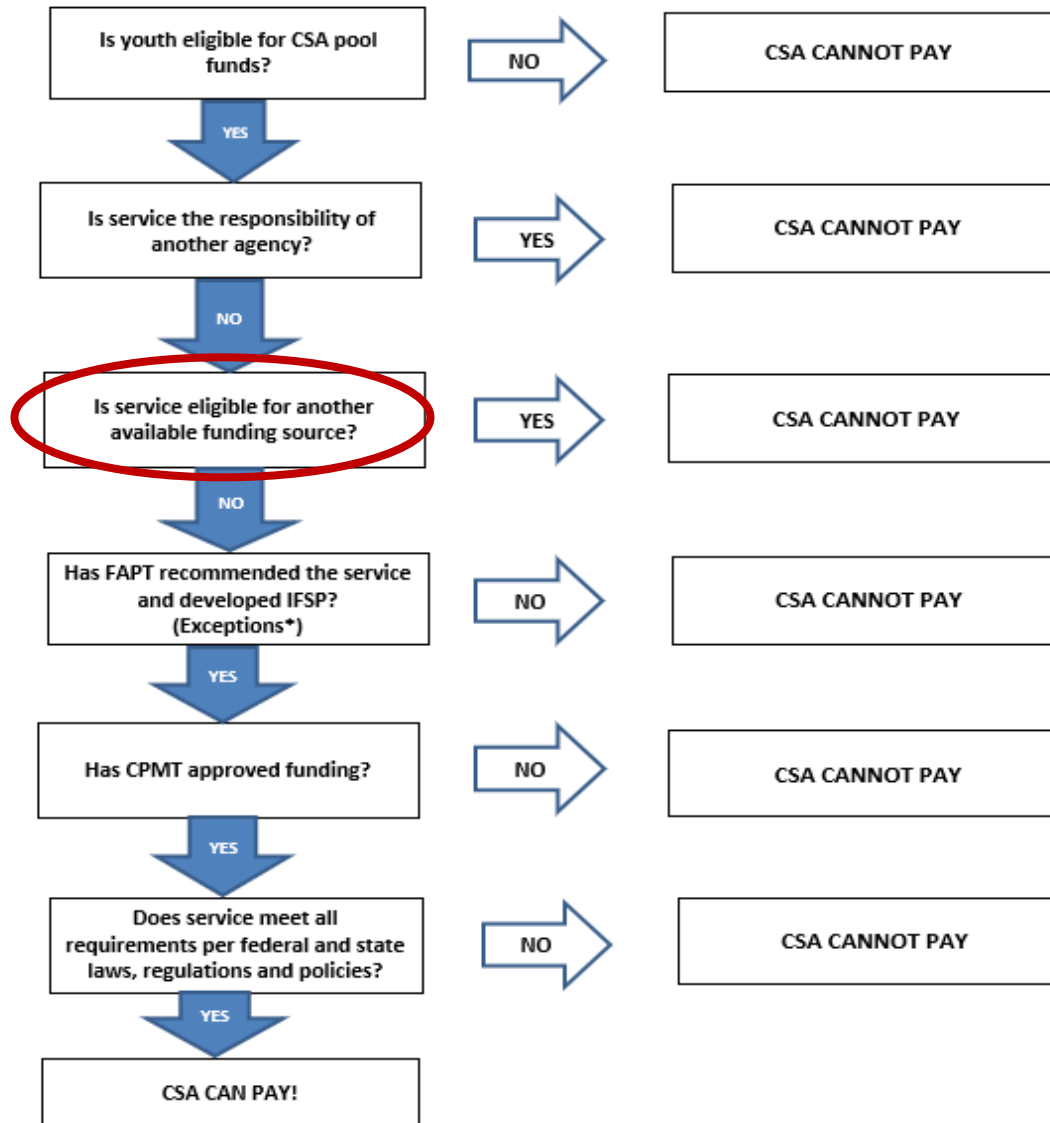 Is youth eligible for CSA pool
funds?
NO
CSA CANNOT PAY
YES
Is service the responsibility of
another agency?
YES
CSA CANNOT PAY
NO
Is service eligible for another
available funding source?
YES
CSA CANNOT PAY
NO
Has FAPT recommended the service
and developed IFSP?
(Exceptions*)
NO
CSA CANNOT PAY
YES
Has CPMT approved funding?
NO
CSA CANNOT PAY
YES
Does service meet all
requirements per federal and state
laws, regulations and policies?
NO
CSA CANNOT PAY
YES
CSA CAN PAY!